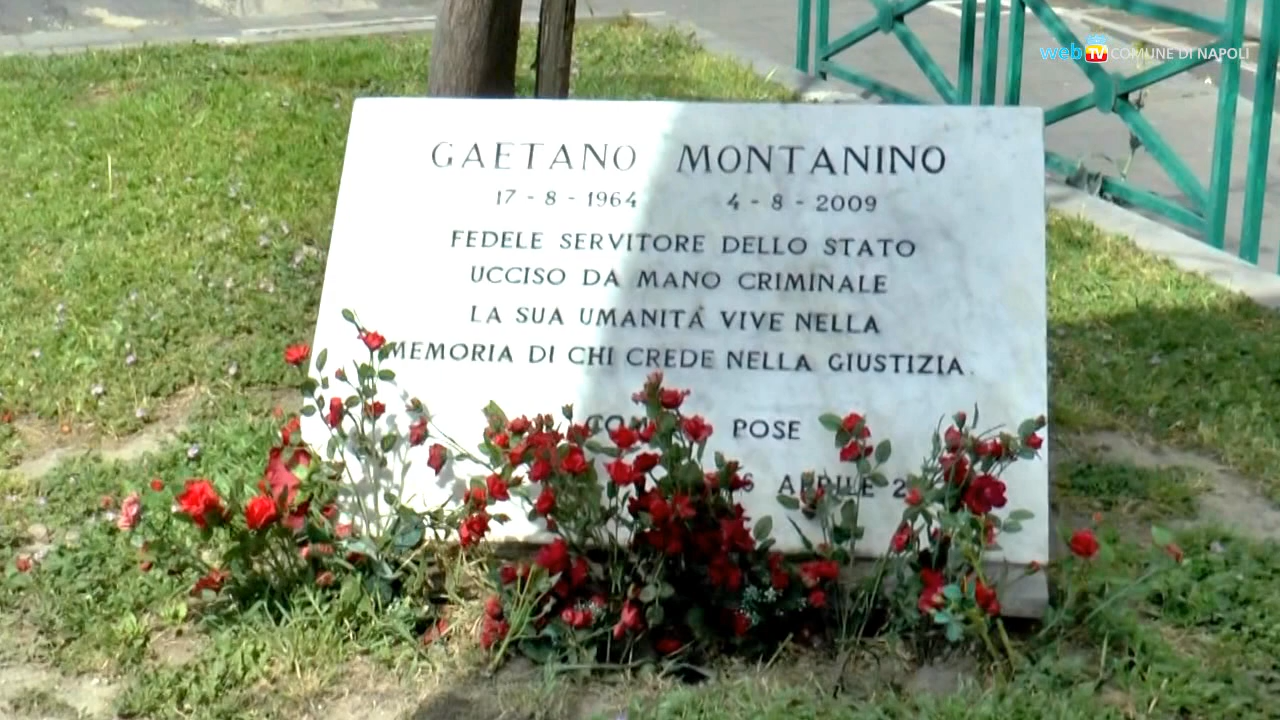 web TV COMUNE DI NAPOLI
GAETANO MONTANINO
17 - 8 - 1964 4 - 8 - 2009
FEDELE SERVITORE DELLO STATO
UCCISO DA MANO CRIMINALE
LA SUA UMANITÁ VIVE NELLA
MEMORIA DI CHI CREDE NELLA GIUSTIZIA
POSE
APRILE